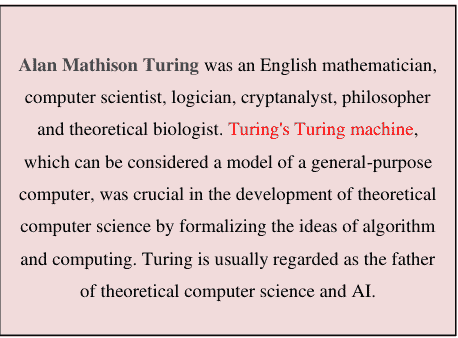 Alan Mathison Turing was an English mathematician,
computer scientist, logician, cryptanalyst, philosopher
and theoretical biologist. Turing's Turing machine,
which can be considered a model of a general-purpose
computer, was crucial in the development of theoretical
computer science by formalizing the ideas of algorithm
and computing. Turing is usually regarded as the father
of theoretical computer science and AI.